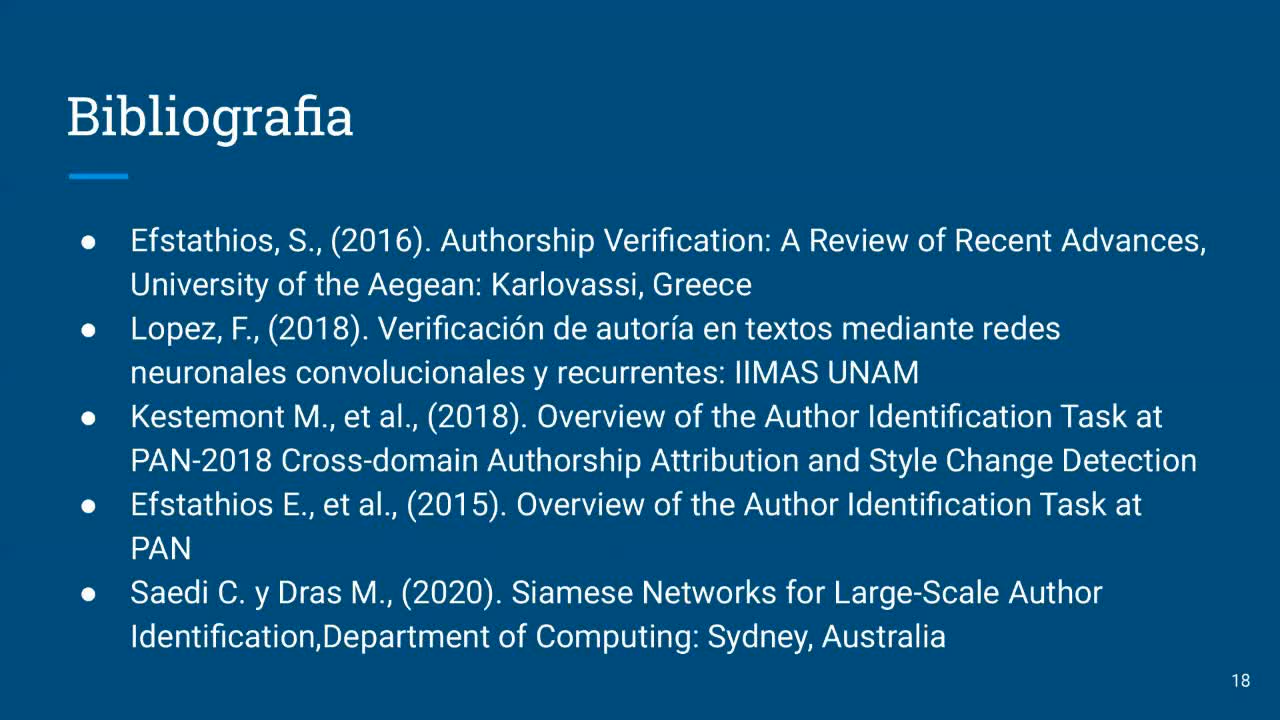 Bibliografia
● Efstathios, S., (2016). Authorship Verification: A Review of Recent Advances,
University of the Aegean: Karlovassi, Greece
● Lopez, F., (2018). Verificación de autoría en textos mediante redes
neuronales convolucionales y recurrentes: IIMAS UNAM
● Kestemont M., et al., (2018). Overview of the Author Identification Task at
PAN-2018 Cross-domain Authorship Attribution and Style Change Detection
● Efstathios E., et al., (2015). Overview of the Author Identification Task at
PAN
● Saedi C. y Dras M., (2020). Siamese Networks for Large-Scale Author
Identification,Department of Computing: Sydney, Australia
18